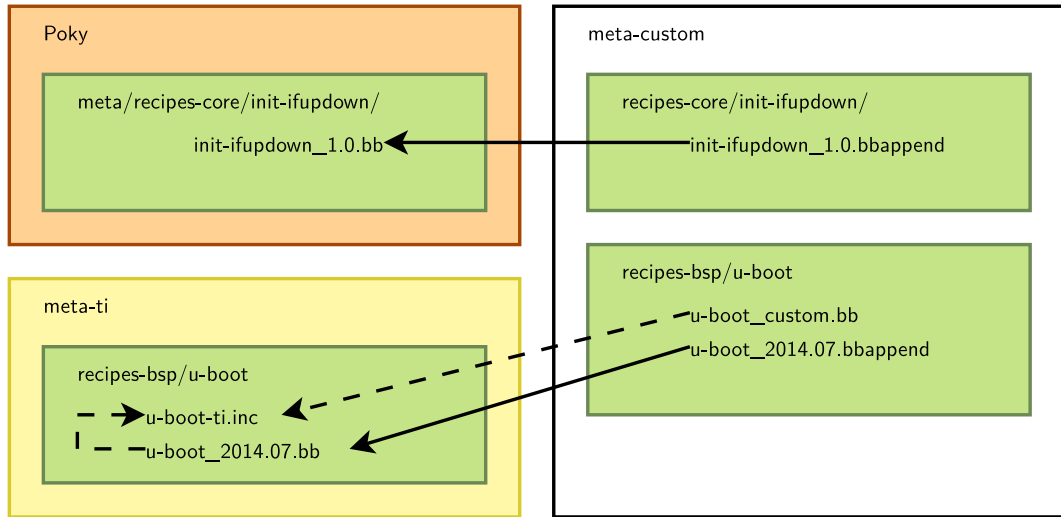 Poky
meta/recipes-core/init-ifupdown/
init-ifupdown_1.0.bb
meta-ti
recipes-bsp/u-boot
u-boot-ti.inc
u-boot_2014.07.bb
meta-custom
recipes-core/init-ifupdown/
init-ifupdown_1.0.bbappend
recipes-bsp/u-boot
u-boot_custom.bb
u-boot_2014.07.bbappend